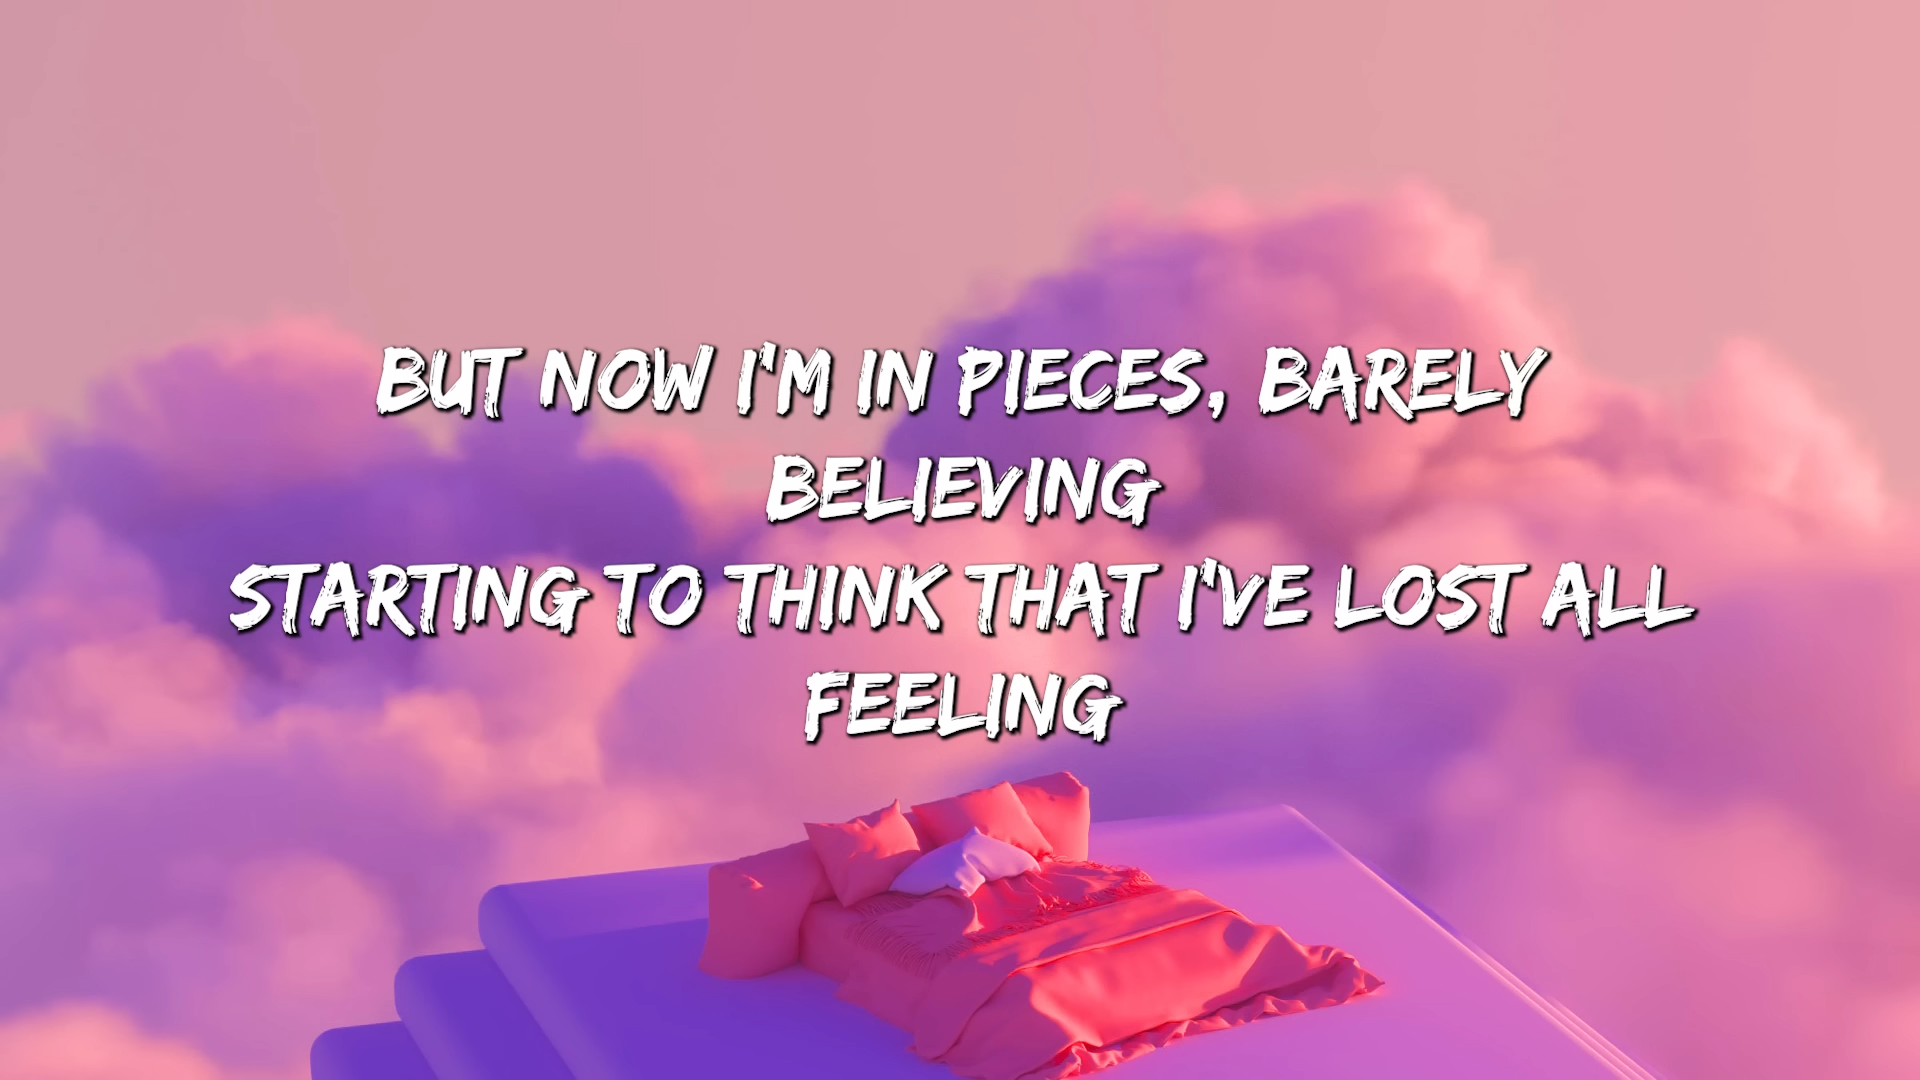 BUT NOW I'M IN PIECES, BARELY
BELIEVING
STARTING TO THINK THAT I'VE LOST ALL
FEELING